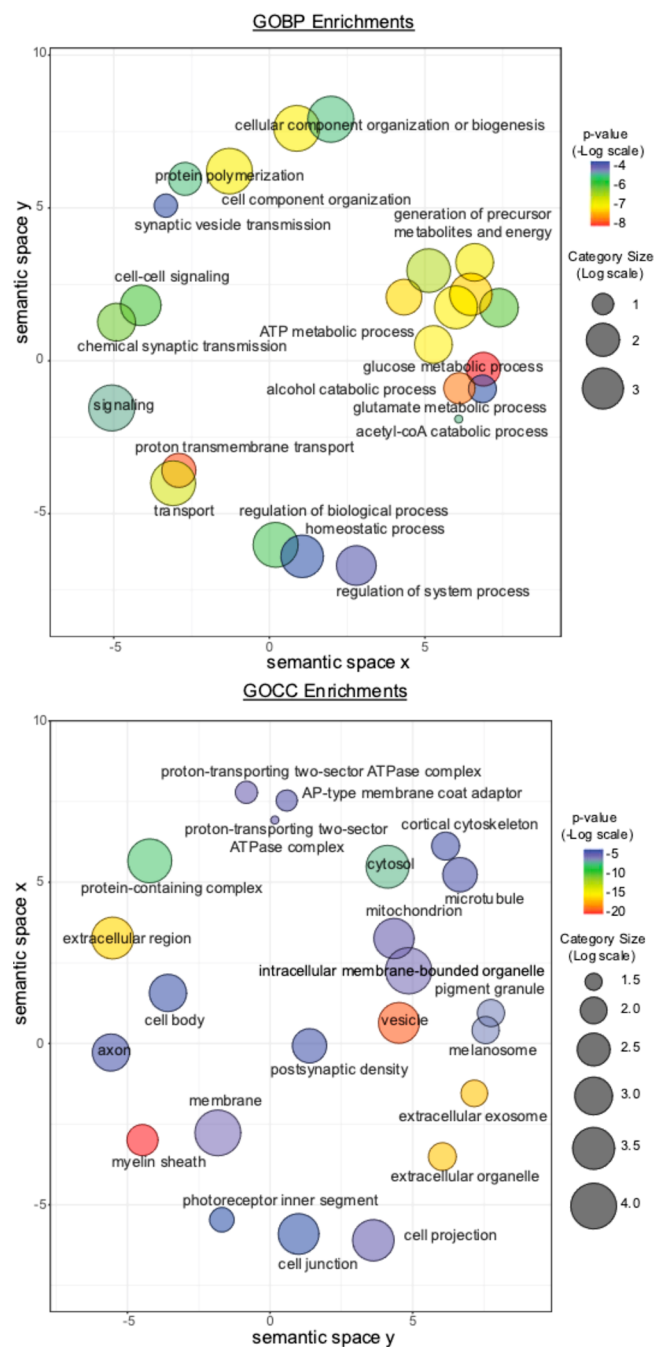 GOBP Enrichments
10
cellular component organization or biogenesis
protein polymerization
cell component organization
5
synaptic vesicle transmission
generation of precursor
metabolites and energy
cell-cell signaling
ATP metabolic process
chemical synaptic transmission
0
glucose metabolic process
alcohol catabolic process
signaling
glutamate metabolic process
acetyl-coA catabolic process
proton transmembrane transport
-5
transport
regulation of biological process
homeostatic process
regulation of system process
-5
0
5
semantic space x
semantic space y
p-value
(-Log scale)
-4
-5
-6
-7
-8
Category Size
(Log scale)
1
2
3
GOCC Enrichments
10
proton-transporting two-sector ATPase complex
AP-type membrane coat adaptor
proton-transporting two-sector
ATPase complex
cortical cytoskeleton
cytosol
5
protein-containing complex
microtubule
mitochondrion
extracellular region
intracellular membrane-bounded organelle
pigment granule
cell body
vesicle
0
axon
melanosome
postsynaptic density
membrane
extracellular exosome
myelin sheath
extracellular organelle
-5
photoreceptor inner segment
cell projection
cell junction
-5
0
5
semantic space y
semantic space x
p-value
(-Log scale)
-5
-10
-15
-20
Category Size
(Log scale)
1.5
2.0
2.5
3.0
3.5
4.0